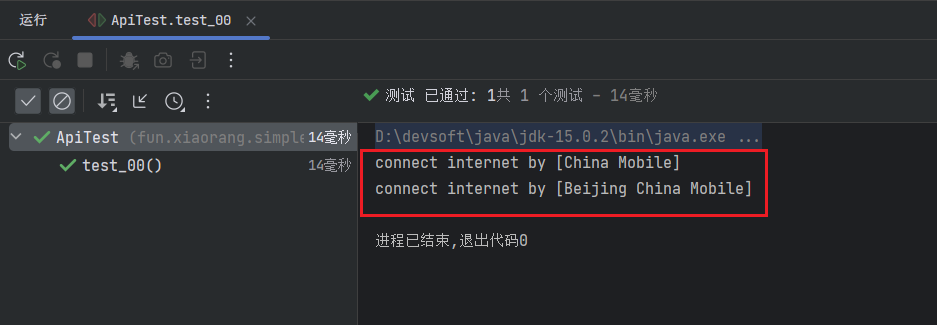 运行 ApiTest.test_00
测试 已通过: 1共 1 个测试 – 14毫秒
ApiTest (fun.xiaorang.simple 14毫秒
test_00() 14毫秒
D:\devsoft\java\jdk-15.0.2\bin\java.exe ...
connect internet by [China Mobile]
connect internet by [Beijing China Mobile]
进程已结束,退出代码0